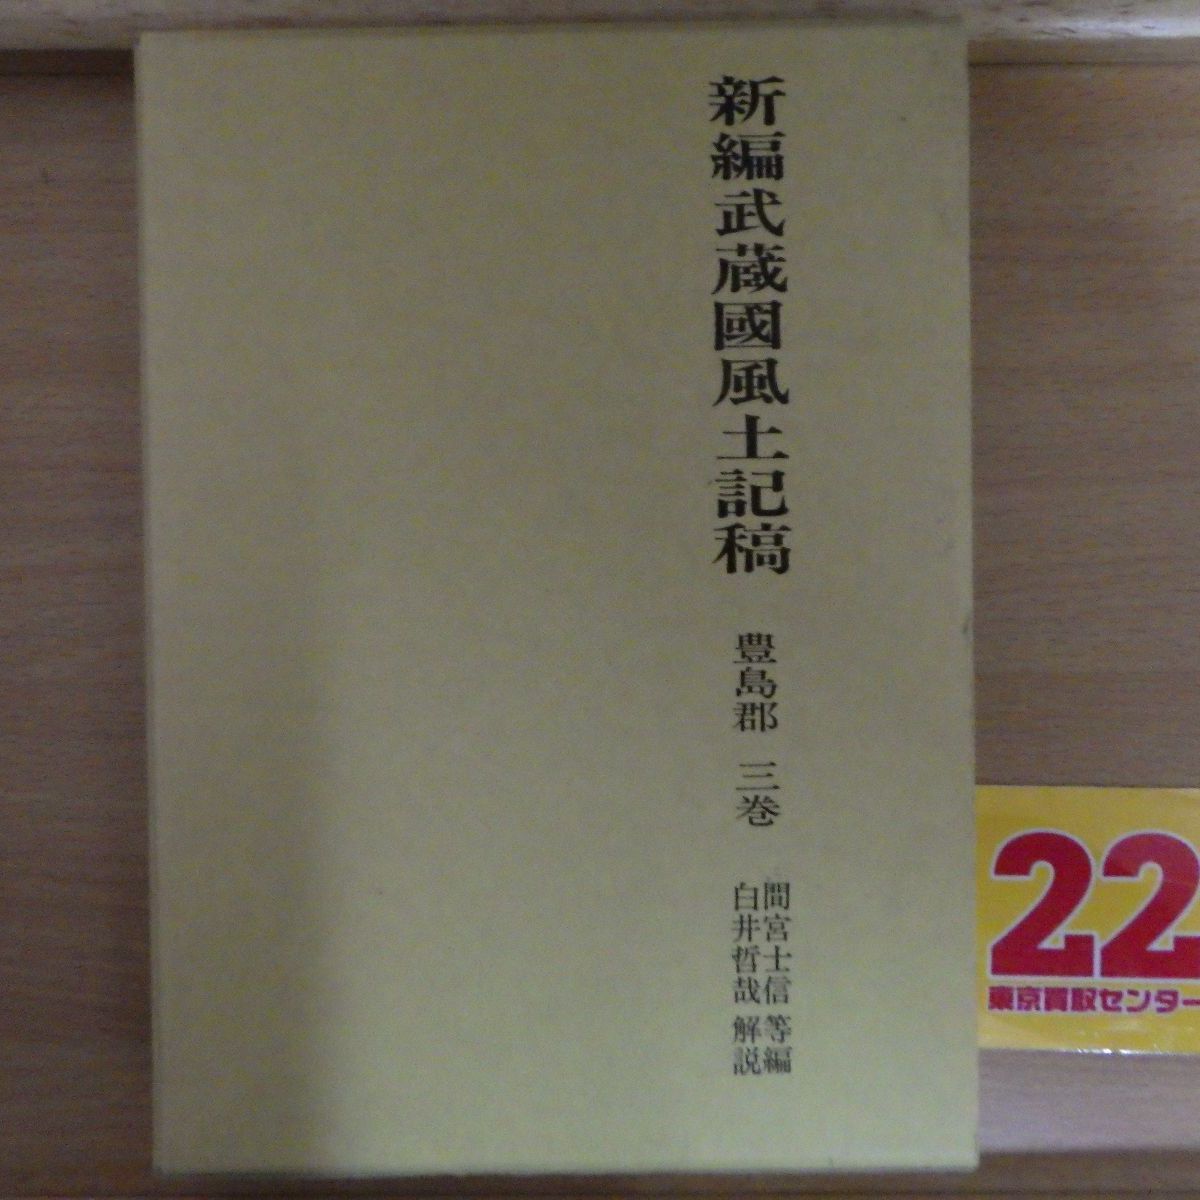 新編武蔵國風土記稿 豊島郡 三巻
間宮士信 等編
白井哲哉 解説
22
東京買取センター